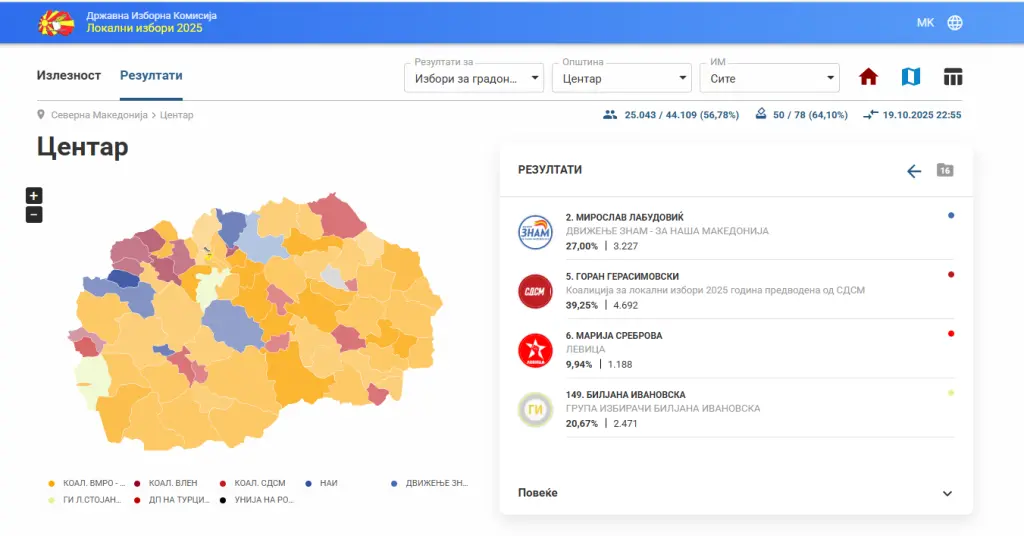 Државна Изборна Комисија
Локални избори 2025
МК
Излезност
Резултати
Резултати за
Избори за градон...
Општина
Центар
ИМ
Сите
Северна Македонија > Центар
25.043 / 44.109 (56,78%)
50 / 78 (64,10%)
19.10.2025 22:55
Центар
+
−
РЕЗУЛТАТИ
16
ЗНАМ
2. МИРОСЛАВ ЛАБУДОВИЌ
ДВИЖЕЊЕ ЗНАМ - ЗА НАША МАКЕДОНИЈА
27,00% | 3.227
СДСМ
5. ГОРАН ГЕРАСИМОВСКИ
Коалиција за локални избори 2025 година предводена од СДСМ
39,25% | 4.692
6. МАРИЈА СРЕБРОВА
ЛЕВИЦА
9,94% | 1.188
ГИ
149. БИЛЈАНА ИВАНОВСКА
ГРУПА ИЗБИРАЧИ БИЛЈАНА ИВАНОВСКА
20,67% | 2.471
КОАЛ. ВМРО - ...
КОАЛ. ВЛЕН
КОАЛ. СДСМ
НАИ
ДВИЖЕЊЕ ЗН...
ГИ Л.СТОЈАН...
ДП НА ТУРЦИ...
УНИЈА НА РО...
Повеќе